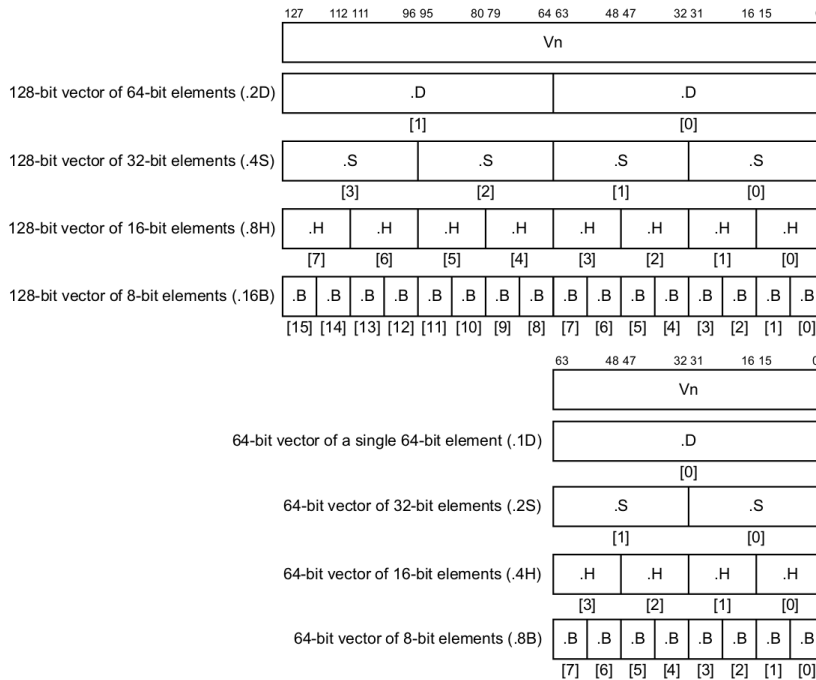 127 112 111 96 95 80 79 64 63 48 47 32 31 16 15 0
Vn
128-bit vector of 64-bit elements (.2D) .D .D
[1] [0]
128-bit vector of 32-bit elements (.4S) .S .S .S .S
[3] [2] [1] [0]
128-bit vector of 16-bit elements (.8H) .H .H .H .H .H .H .H .H
[7] [6] [5] [4] [3] [2] [1] [0]
128-bit vector of 8-bit elements (.16B) .B .B .B .B .B .B .B .B .B .B .B .B .B .B .B .B
[15] [14] [13] [12] [11] [10] [9] [8] [7] [6] [5] [4] [3] [2] [1] [0]
63 48 47 32 31 16 15 0
Vn
64-bit vector of a single 64-bit element (.1D) .D
[0]
64-bit vector of 32-bit elements (.2S) .S .S
[1] [0]
64-bit vector of 16-bit elements (.4H) .H .H .H .H
[3] [2] [1] [0]
64-bit vector of 8-bit elements (.8B) .B .B .B .B .B .B .B .B
[7] [6] [5] [4] [3] [2] [1] [0]